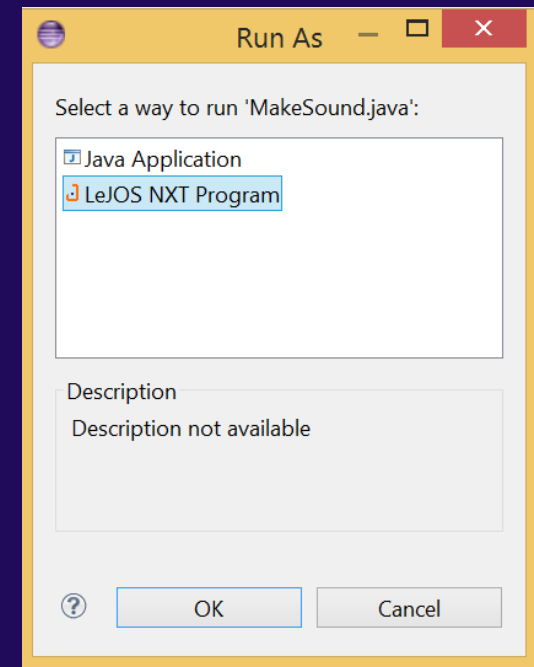 Run As
Select a way to run 'MakeSound.java':
Java Application
LeJOS NXT Program
Description
Description not available
OK
Cancel